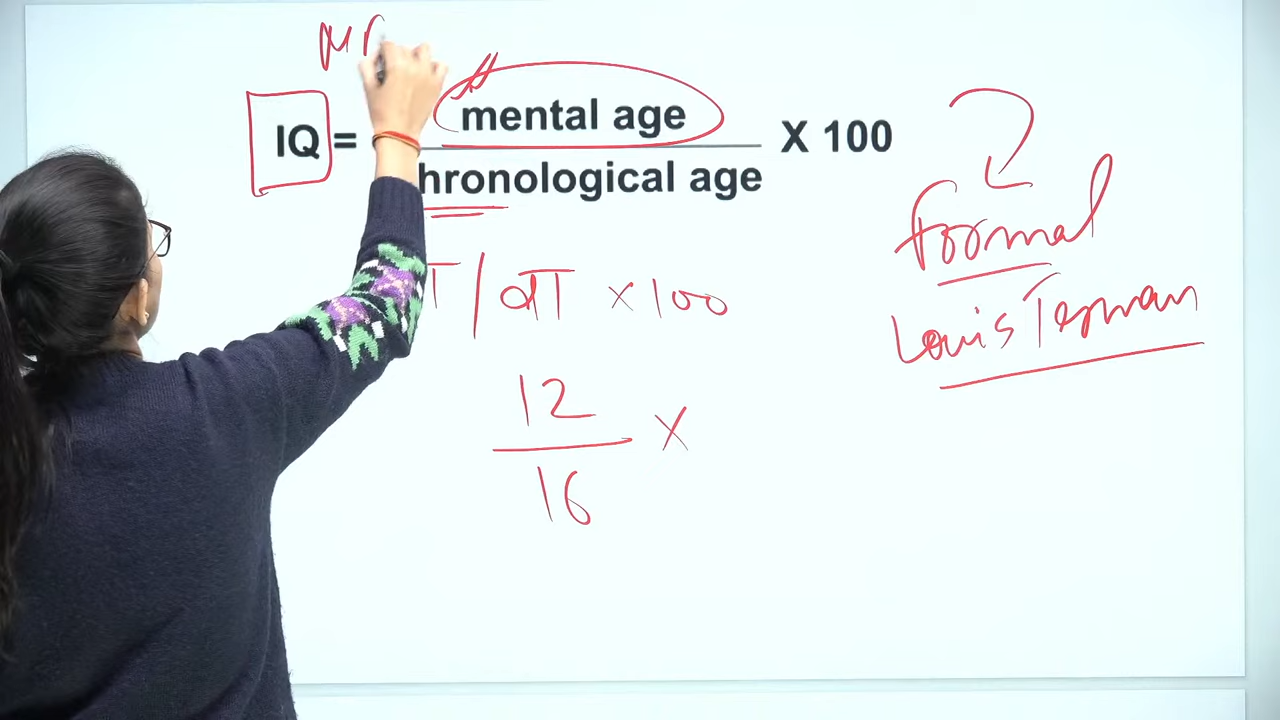 IQ = mental age
hronological age X 100
T / dT × 100
12
16 ×
?
Formal
Louis Terman